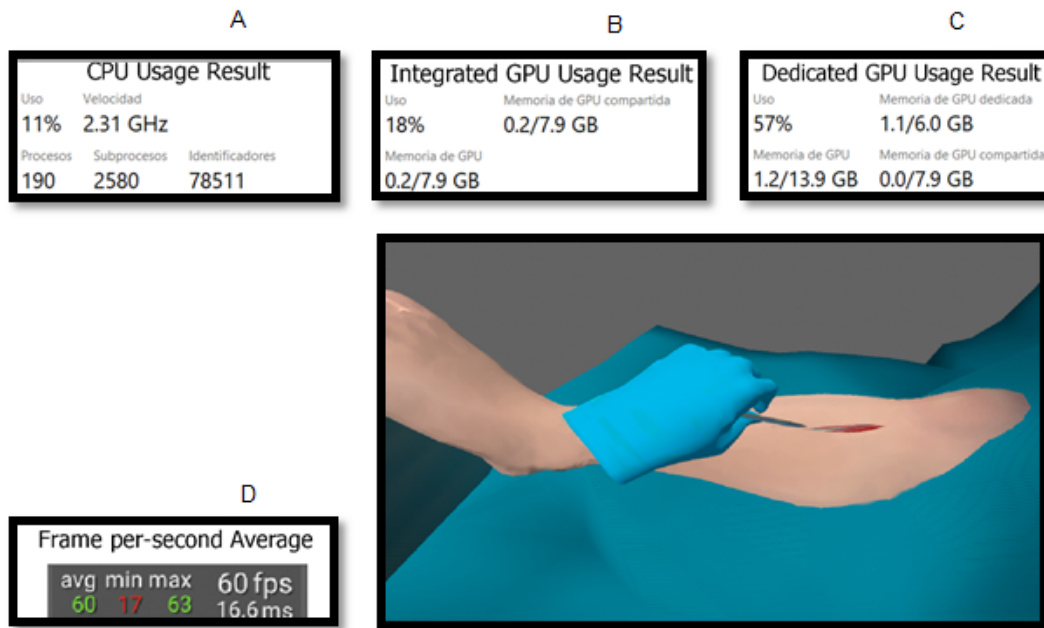 A
B
C
CPU Usage Result
Uso Velocidad
11% 2.31 GHz
Procesos Subprocesos Identificadores
190 2580 78511
Integrated GPU Usage Result
Uso Memoria de GPU compartida
18% 0.2/7.9 GB
Memoria de GPU
0.2/7.9 GB
Dedicated GPU Usage Result
Uso Memoria de GPU dedicada
57% 1.1/6.0 GB
Memoria de GPU Memoria de GPU compartida
1.2/13.9 GB 0.0/7.9 GB
D
Frame per-second Average
avg min max 60 fps
60 17 63 16.6 ms